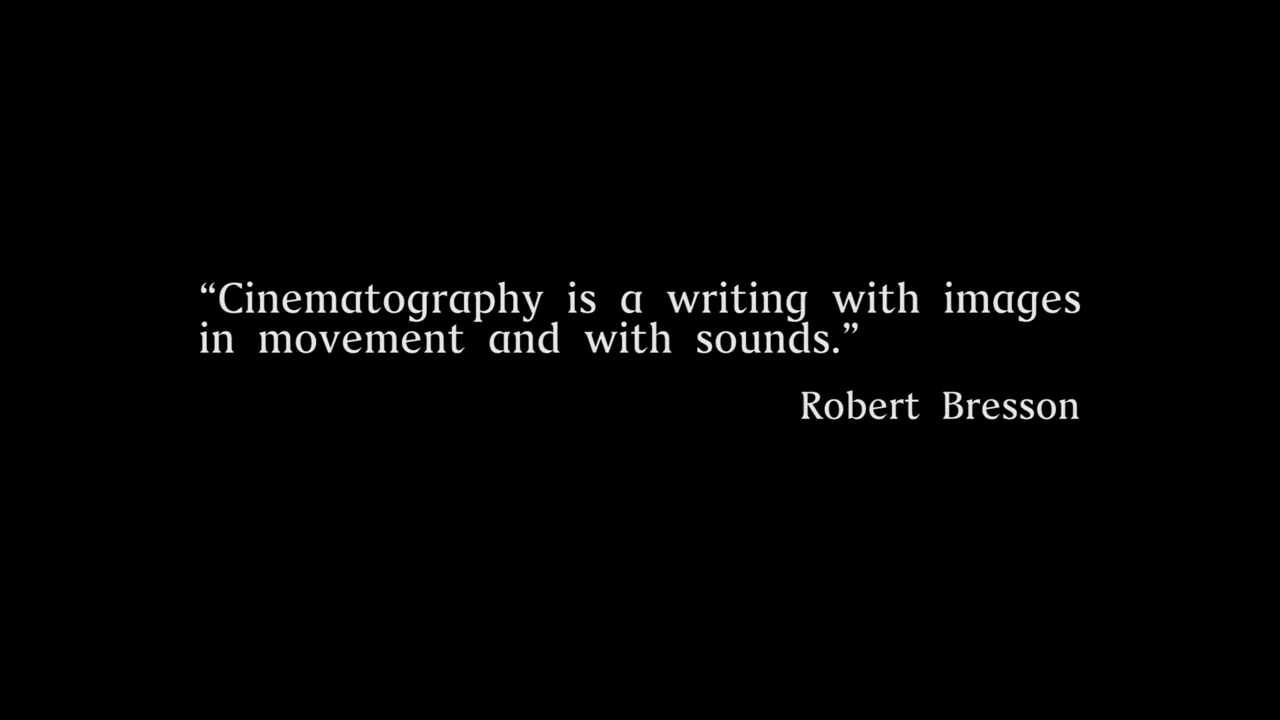 “Cinematography is a writing with images
in movement and with sounds.”
Robert Bresson